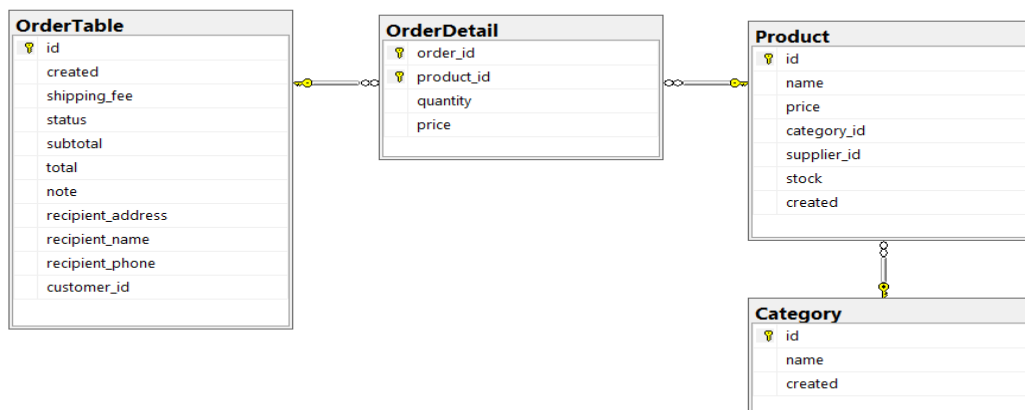 OrderTable
id
created
shipping_fee
status
subtotal
total
note
recipient_address
recipient_name
recipient_phone
customer_id
OrderDetail
order_id
product_id
quantity
price
Product
id
name
price
category_id
supplier_id
stock
created
Category
id
name
created